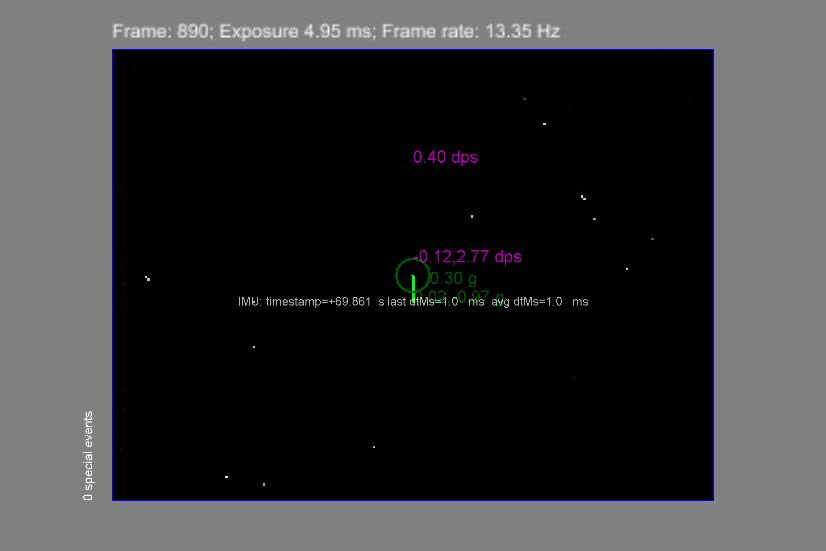 Frame: 890; Exposure 4.95 ms; Frame rate: 13.35 Hz
0.40 dps
-0.12,2.77 dps
0.30 g
0.97 g
IMU: timestamp=+69.861 s last dtMs=1.0 ms avg dtMs=1.0 ms
0 special events